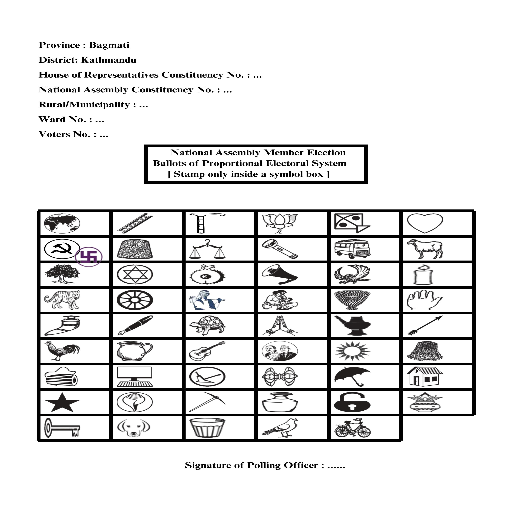 Province : Bagmati
District: Kathmandu
House of Representatives Constituency No. : ...
National Assembly Constituency No. : ...
Rural/Municipality : ...
Ward No. : ...
Voters No. : ...
National Assembly Member Election
Ballots of Proportional Electoral System
[ Stamp only inside a symbol box ]
Signature of Polling Officer : ......